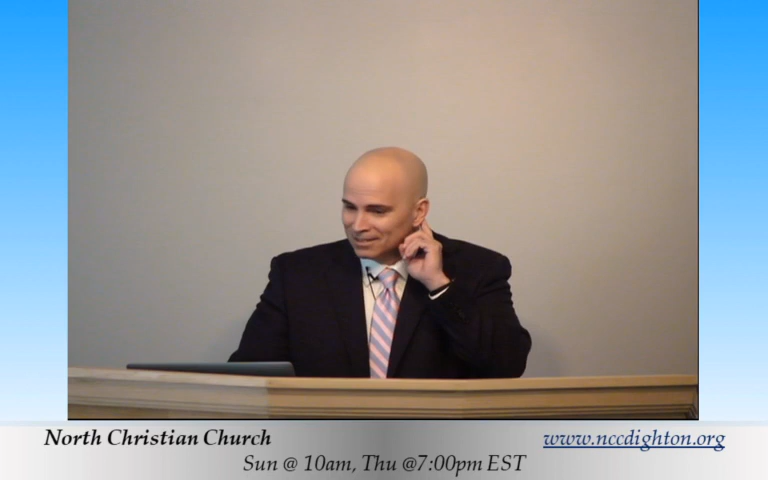 North Christian Church www.nccdighton.org
Sun @ 10am, Thu @7:00pm EST